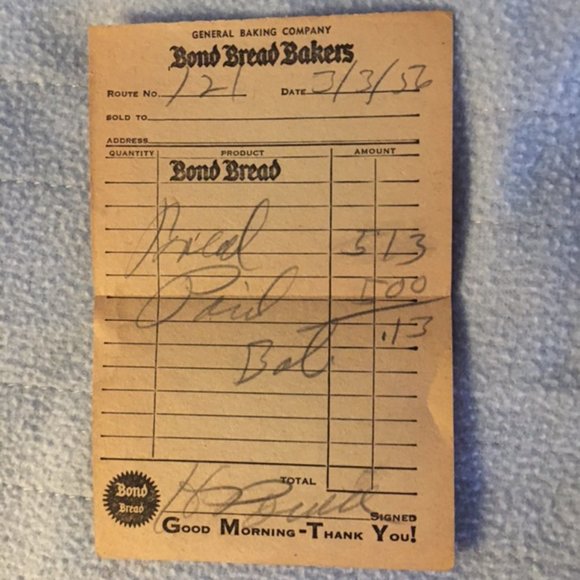 GENERAL BAKING COMPANY
Bond Bread Bakers
ROUTE NO. 121 DATE 3/3/56
SOLD TO
ADDRESS
QUANTITY PRODUCT AMOUNT
Bond Bread
Bread 5 13
Paid 5 00
Bal. .13
TOTAL
H Powell
SIGNED
Bond
Bread
GOOD MORNING - THANK YOU!